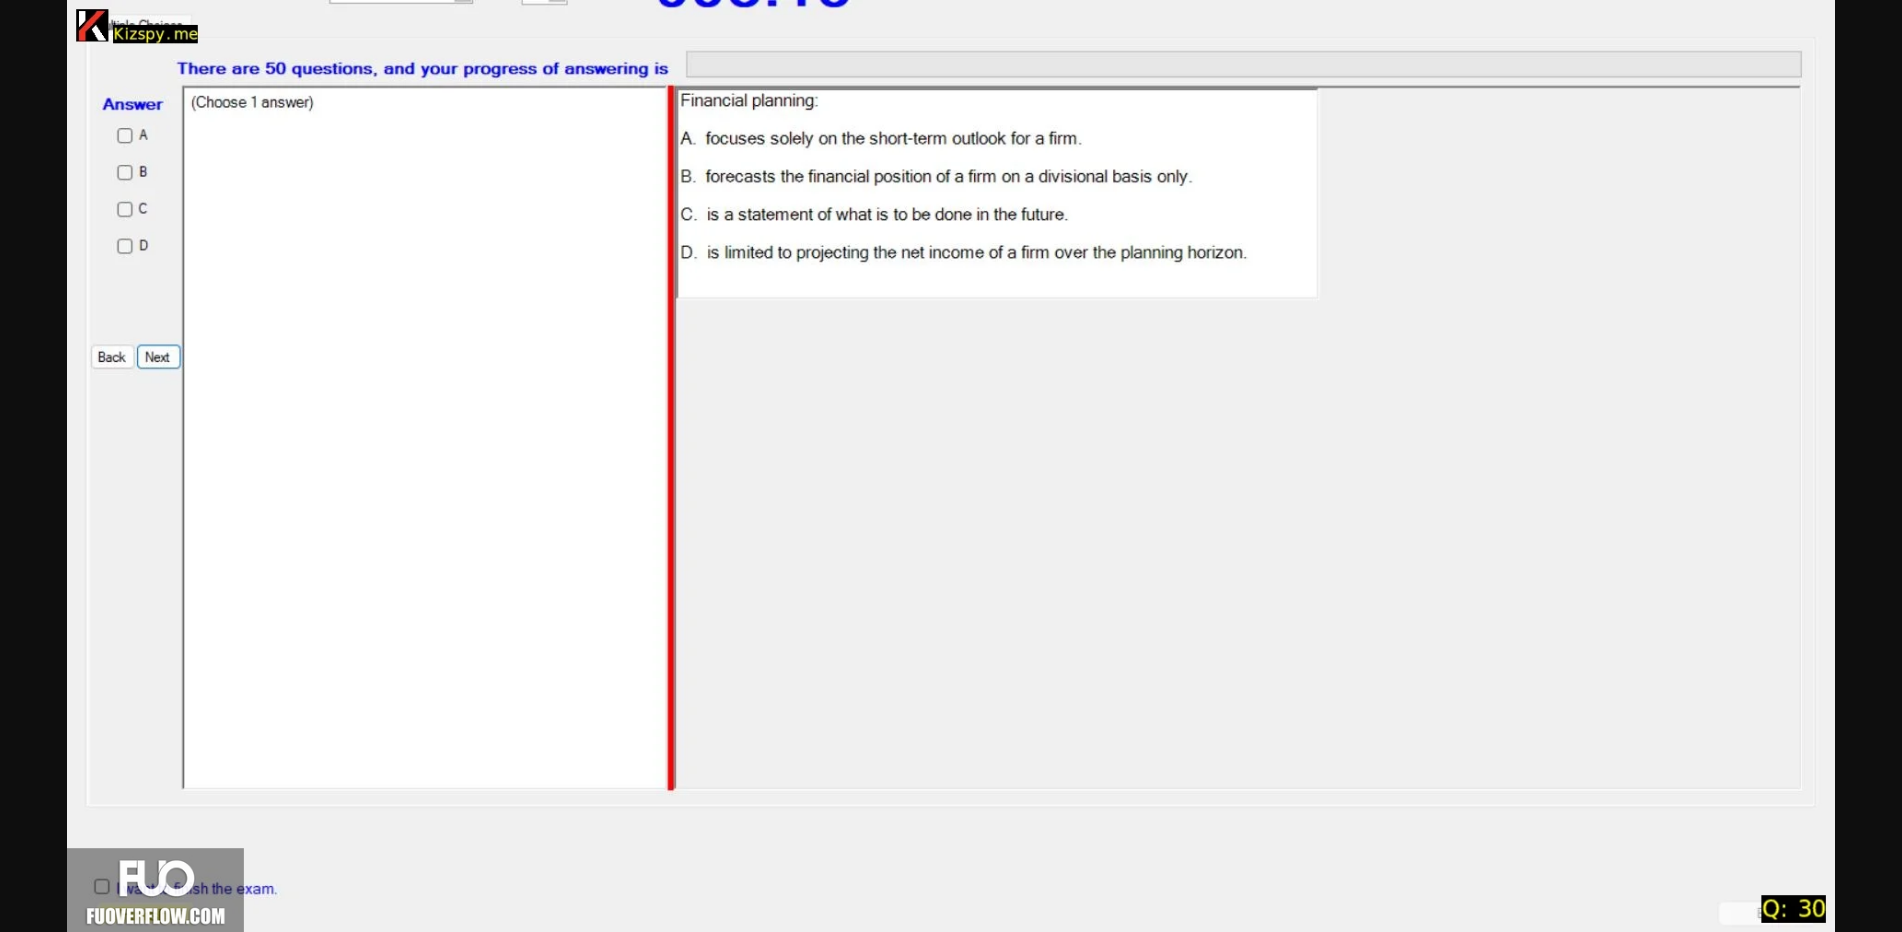 Kizspy.me
There are 50 questions, and your progress of answering is
Answer
(Choose 1 answer)
A
B
C
D
Back Next
Financial planning:
A. focuses solely on the short-term outlook for a firm.
B. forecasts the financial position of a firm on a divisional basis only.
C. is a statement of what is to be done in the future.
D. is limited to projecting the net income of a firm over the planning horizon.
FUO
the exam.
FUOVERFLOW.COM
Q: 30